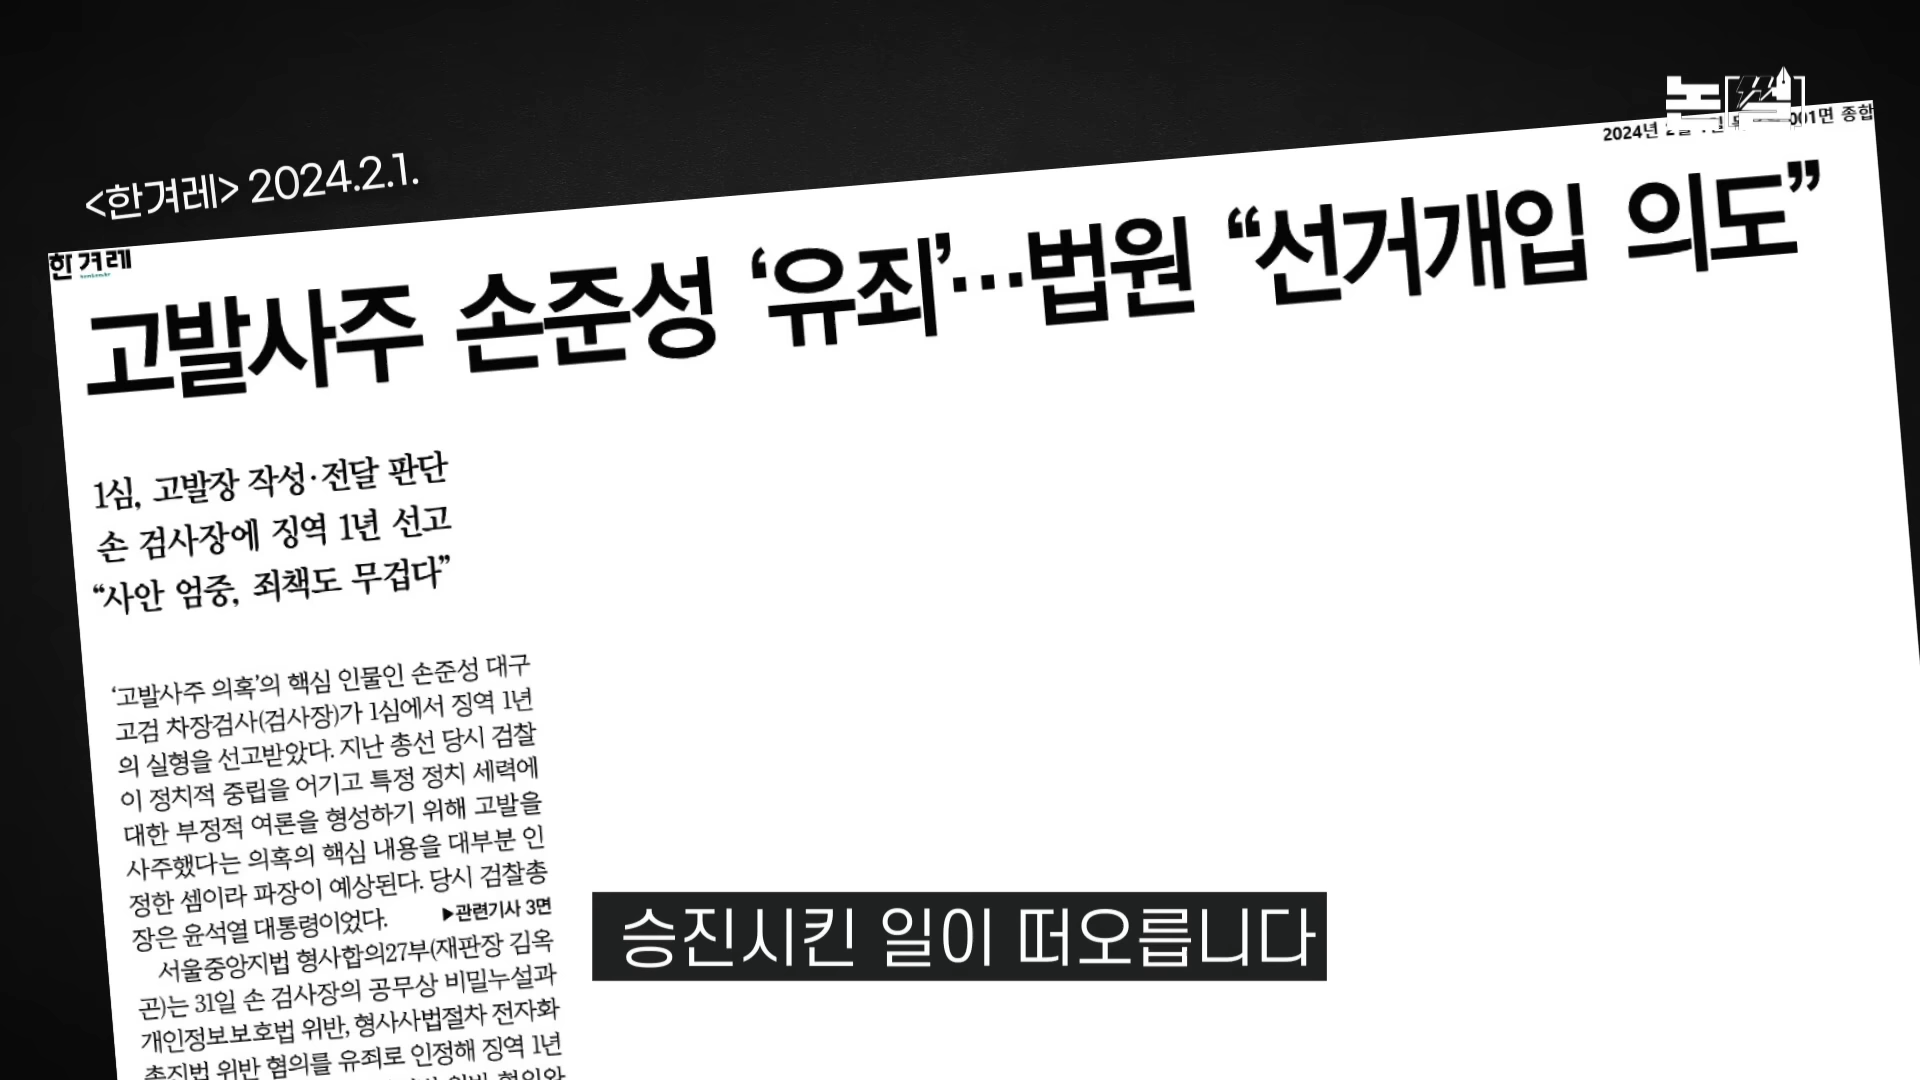 논[썰]
<한겨레> 2024.2.1.
한겨레
2024년 001면 종합
고발사주 손준성 ‘유죄’…법원 “선거개입 의도”
1심, 고발장 작성·전달 판단
손 검사장에 징역 1년 선고
“사안 엄중, 죄책도 무겁다”
‘고발사주 의혹’의 핵심 인물인 손준성 대구
고검 차장검사(검사장)가 1심에서 징역 1년
의 실형을 선고받았다. 지난 총선 당시 검찰
이 정치적 중립을 어기고 특정 정치 세력에
대한 부정적 여론을 형성하기 위해 고발을
사주했다는 의혹의 핵심 내용을 대부분 인
정한 셈이라 파장이 예상된다. 당시 검찰총
장은 윤석열 대통령이었다. ▶관련기사 3면
서울중앙지법 형사합의27부(재판장 김옥
곤)는 31일 손 검사장의 공무상 비밀누설과
개인정보보호법 위반, 형사사법절차 전자화
촉진법 위반 혐의를 유죄로 인정해 징역 1년
승진시킨 일이 떠오릅니다